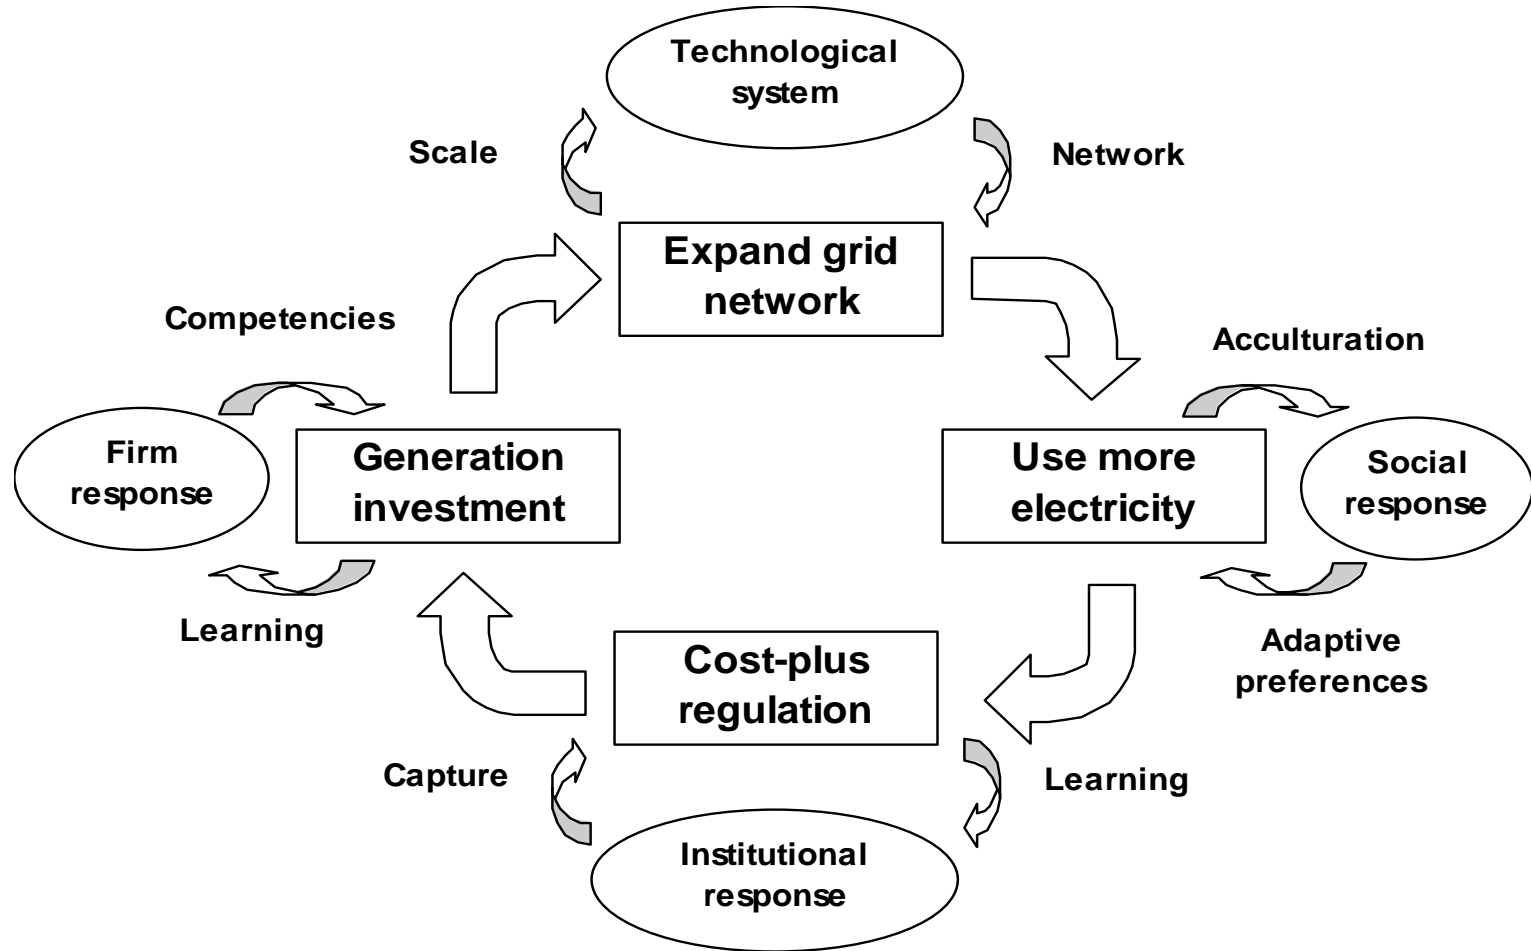 Technological
system
Scale
Network
Expand grid
network
Competencies
Acculturation
Firm
response
Generation
investment
Use more
electricity
Social
response
Learning
Adaptive
preferences
Cost-plus
regulation
Capture
Learning
Institutional
response